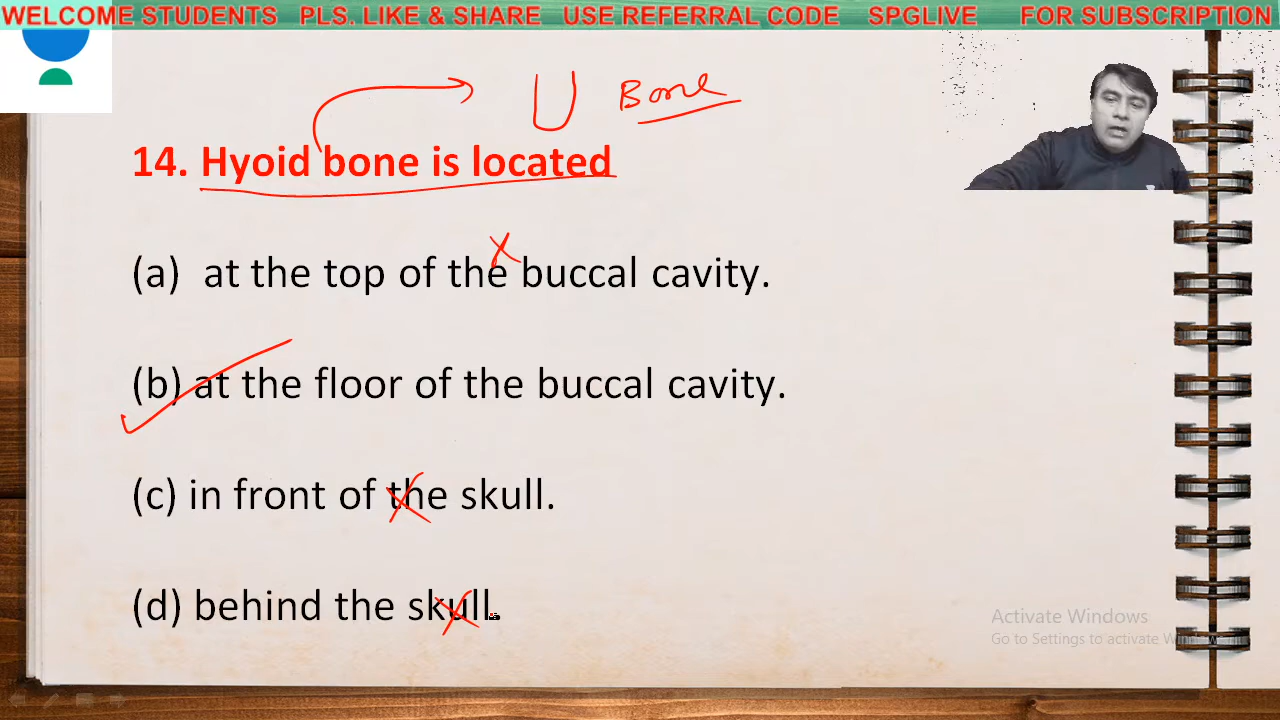 WELCOME STUDENTS PLS. LIKE & SHARE USE REFERRAL CODE SPGLIVE FOR SUBSCRIPTION
U Bone
14. Hyoid bone is located
(a) at the top of the buccal cavity.
(b) at the floor of the buccal cavity.
(c) in front of the skull.
(d) behind the skull.
Activate Windows
Go to Settings to activate Windows.